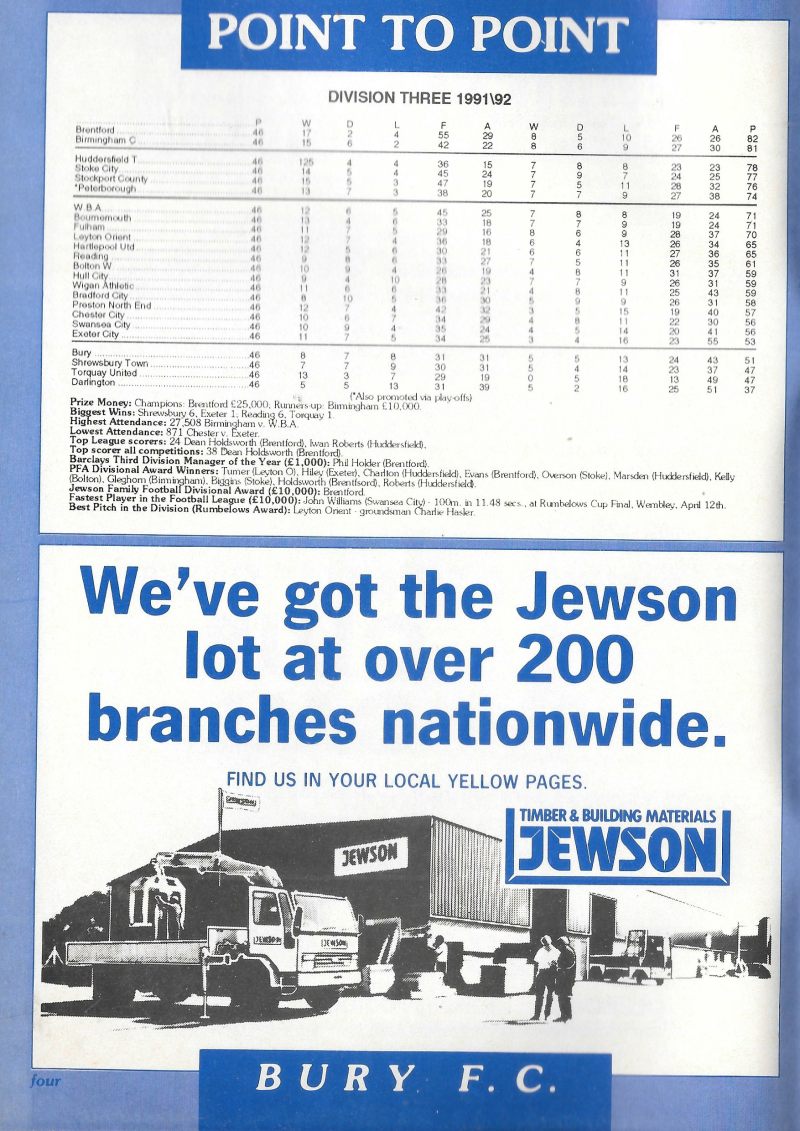 POINT TO POINT
DIVISION THREE 1991\92
P W D L F A W D L F A P
Brentford 46 17 2 4 55 29 8 5 10 26 26 82
Birmingham C 46 15 6 2 42 22 8 6 9 27 30 81
Huddersfield T 46 125 4 4 36 15 7 8 8 23 23 78
Stoke City 46 14 5 4 45 24 7 9 7 24 25 77
Stockport County 46 15 5 3 47 19 7 5 11 28 32 76
*Peterborough 46 13 7 3 38 20 7 7 9 27 38 74
W.B.A. 46 12 6 5 45 25 7 8 8 19 24 71
Bournemouth 46 13 4 6 33 18 7 7 9 19 24 71
Fulham 46 11 7 5 29 16 8 6 9 28 37 70
Leyton Orient 46 12 7 4 36 18 6 4 13 26 34 65
Hartlepool Utd 46 12 5 6 30 21 6 6 11 27 36 65
Reading 46 9 8 6 33 27 7 5 11 26 35 61
Bolton W 46 10 9 4 26 19 4 8 11 31 37 59
Hull City 46 9 4 10 28 23 7 7 9 26 31 59
Wigan Athletic 46 11 6 6 33 21 4 8 11 25 43 59
Bradford City 46 8 10 5 36 30 5 9 9 26 31 58
Preston North End 46 12 7 4 42 32 3 5 15 19 40 57
Chester City 46 10 6 7 34 29 4 8 11 22 30 56
Swansea City 46 10 9 4 35 24 4 5 14 20 41 56
Exeter City 46 11 7 5 34 25 3 4 16 23 55 53
Bury 46 8 7 8 31 31 5 5 13 24 43 51
Shrewsbury Town 46 7 7 9 30 31 5 4 14 23 37 47
Torquay United 46 13 3 7 29 19 0 5 18 13 49 47
Darlington 46 5 5 13 31 39 5 2 16 25 51 37
(*Also promoted via play-offs)
Prize Money: Champions: Brentford £25,000, Runners-up: Birmingham £10,000.
Biggest Wins: Shrewsbury 6, Exeter 1; Reading 6, Torquay 1.
Highest Attendance: 27,508 Birmingham v. W.B.A.
Lowest Attendance: 871 Chester v. Exeter.
Top League scorers: 24 Dean Holdsworth (Brentford), Iwan Roberts (Huddersfield),
Top scorer all competitions: 38 Dean Holdsworth (Brentford).
Barclays Third Division Manager of the Year (£1,000): Phil Holder (Brentford).
PFA Divisional Award Winners: Turner (Leyton O), Hiley (Exeter), Charlton (Huddersfield), Evans (Brentford), Overson (Stoke), Marsden (Huddersfield), Kelly
(Bolton), Gleghorn (Birmingham), Biggins (Stoke), Holdsworth (Brentfsord), Roberts (Huddersfield).
Jewson Family Football Divisional Award (£10,000): Brentford.
Fastest Player in the Football League (£10,000): John Williams (Swansea City) - 100m. in 11.48 secs., at Rumbelows Cup Final, Wembley, April 12th.
Best Pitch in the Division (Rumbelows Award): Leyton Orient - groundsman Charlie Hasler.
We've got the Jewson
lot at over 200
branches nationwide.
FIND US IN YOUR LOCAL YELLOW PAGES.
TIMBER & BUILDING MATERIALS
JEWSON
JEWSON
JEWSON
JEWSON
four
BURY F.C.